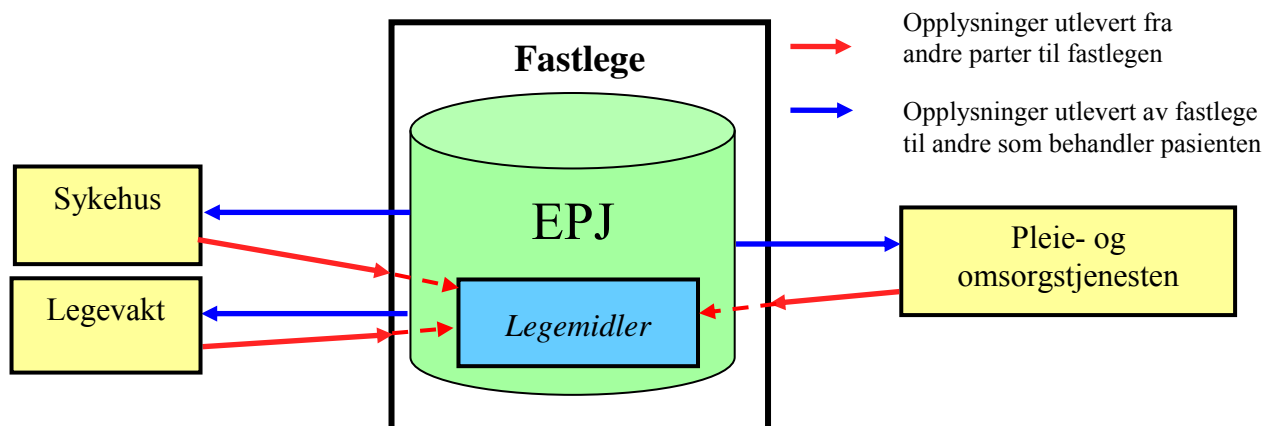 Fastlege
Opplysninger utlevert fra
andre parter til fastlegen
Opplysninger utlevert av fastlege
til andre som behandler pasienten
Sykehus
EPJ
Pleie- og
omsorgstjenesten
Legevakt
Legemidler